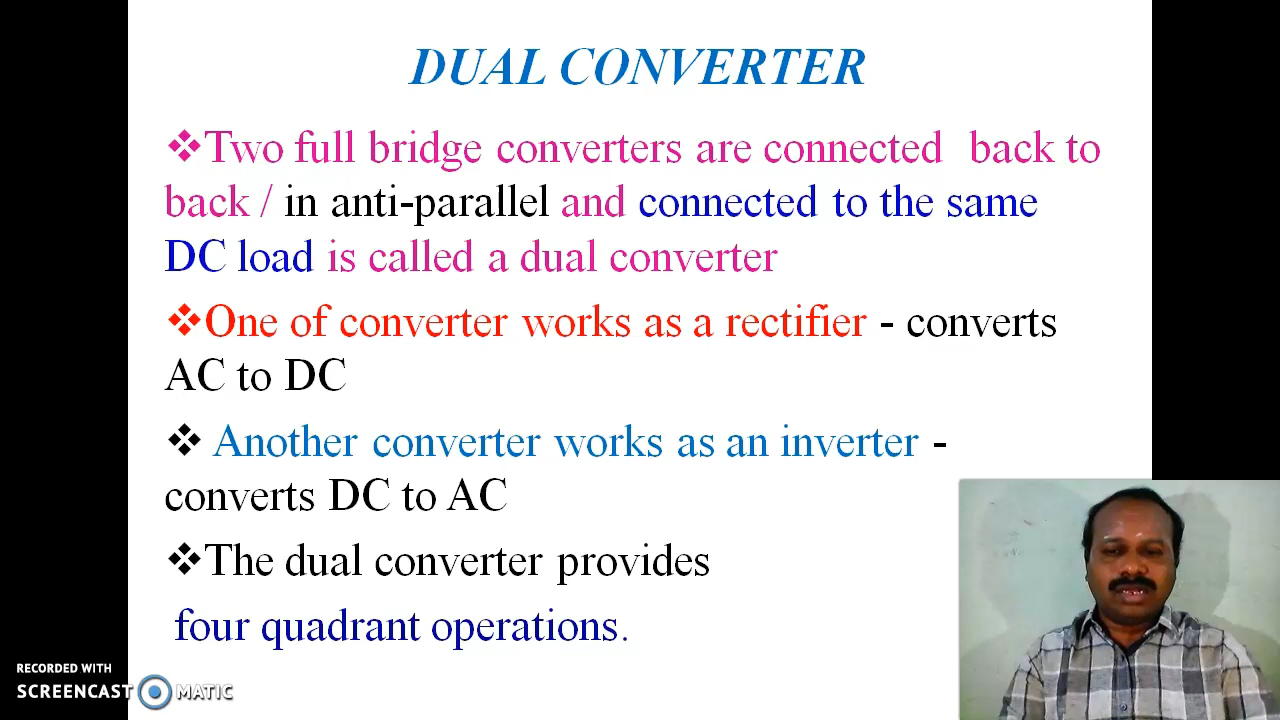 DUAL CONVERTER
❖Two full bridge converters are connected back to
back / in anti-parallel and connected to the same
DC load is called a dual converter
❖One of converter works as a rectifier - converts
AC to DC
❖ Another converter works as an inverter -
converts DC to AC
❖The dual converter provides
four quadrant operations.
RECORDED WITH
SCREENCAST MATIC